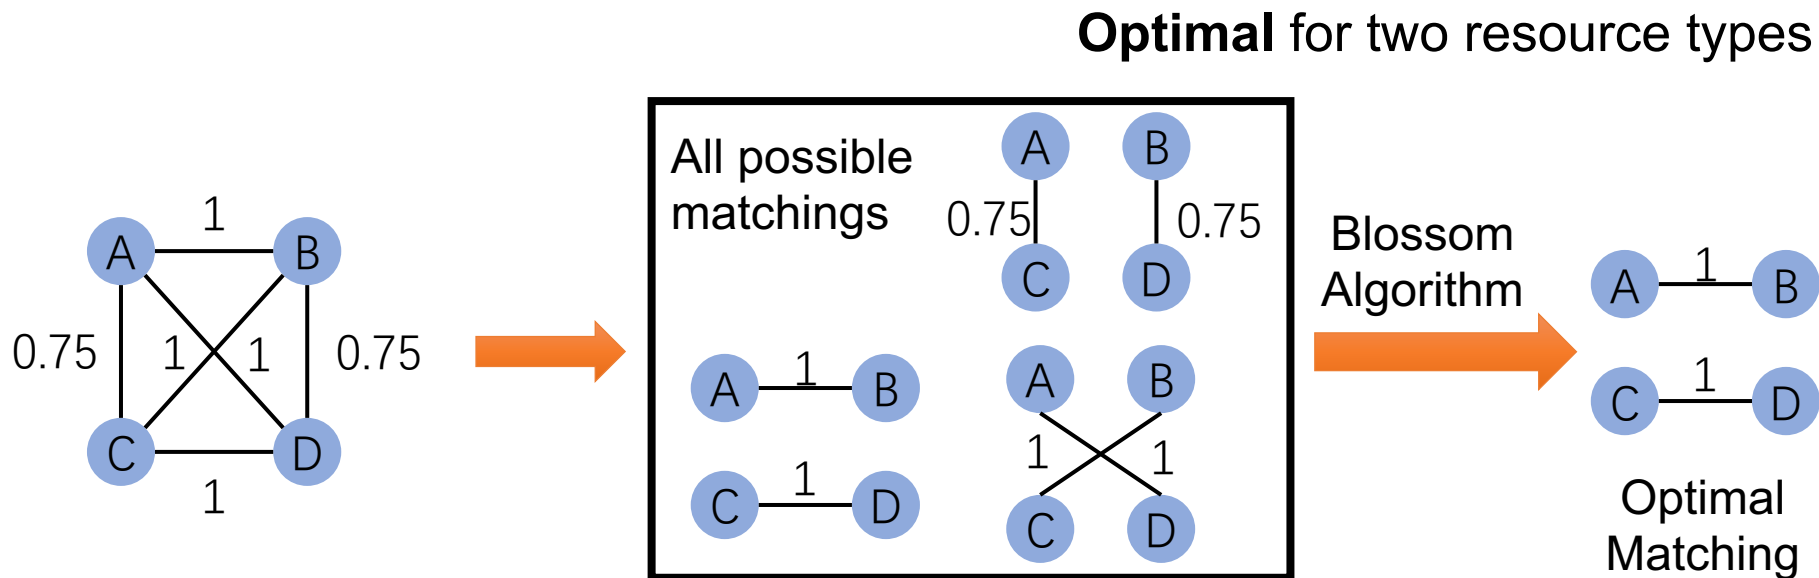 Optimal for two resource types
A
1
B
0.75
1
1
0.75
C
D
1
All possible
matchings
A
B
0.75
0.75
C
D
A
1
B
C
1
D
A
B
1
1
C
D
Blossom
Algorithm
A
1
B
C
1
D
Optimal
Matching